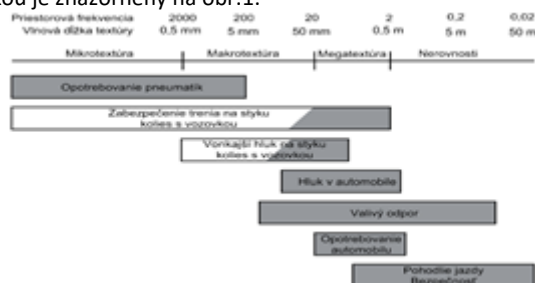 kou je znázornený na obr.1.
Priestorová frekvencia 2000 200 20 2 0,2 0,02
Vlnová dĺžka textúry 0,5 mm 5 mm 50 mm 0,5 m 5 m 50 m
Mikrotextúra Makrotextúra Megatextúra Nerovnosti
Opotrebovanie pneumatík
Zabezpečenie trenia na styku
kolies s vozovkou
Vonkajší hluk na styku
kolies s vozovkou
Hluk v automobile
Valivý odpor
Opotrebovanie
automobilu
Pohodlie jazdy
Bezpečnosť